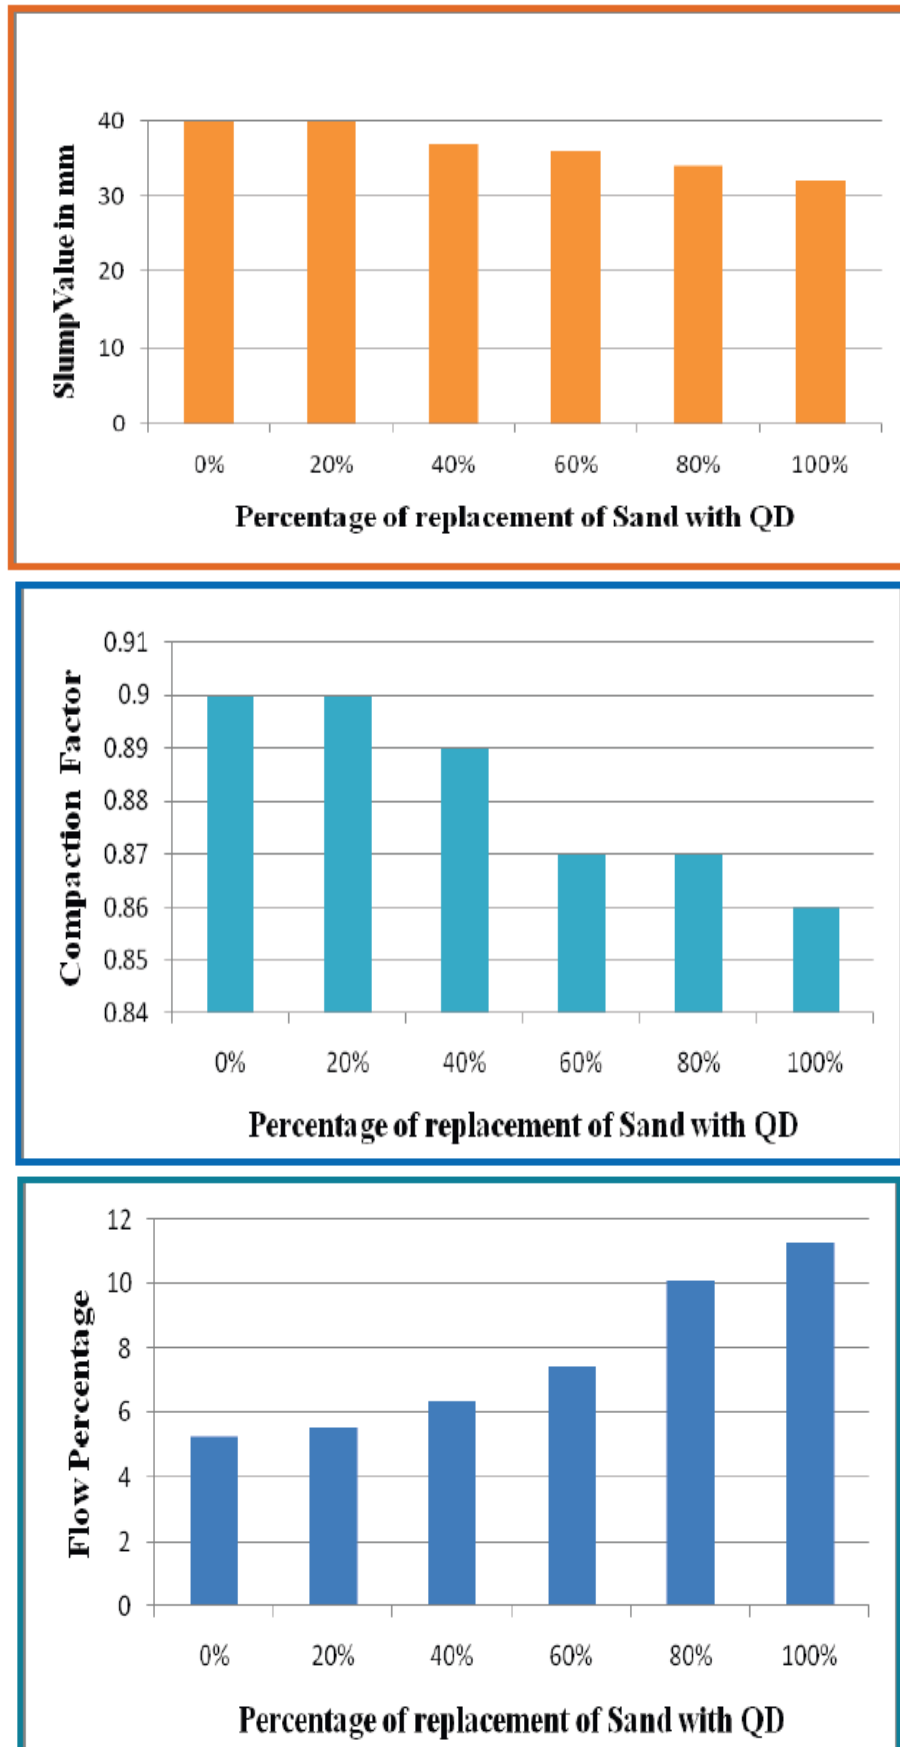 40
30
20
10
0
Slump Value in mm
0% 20% 40% 60% 80% 100%
Percentage of replacement of Sand with QD
0.91
0.9
0.89
0.88
0.87
0.86
0.85
0.84
Compaction Factor
0% 20% 40% 60% 80% 100%
Percentage of replacement of Sand with QD
12
10
8
6
4
2
0
Flow Percentage
0% 20% 40% 60% 80% 100%
Percentage of replacement of Sand with QD